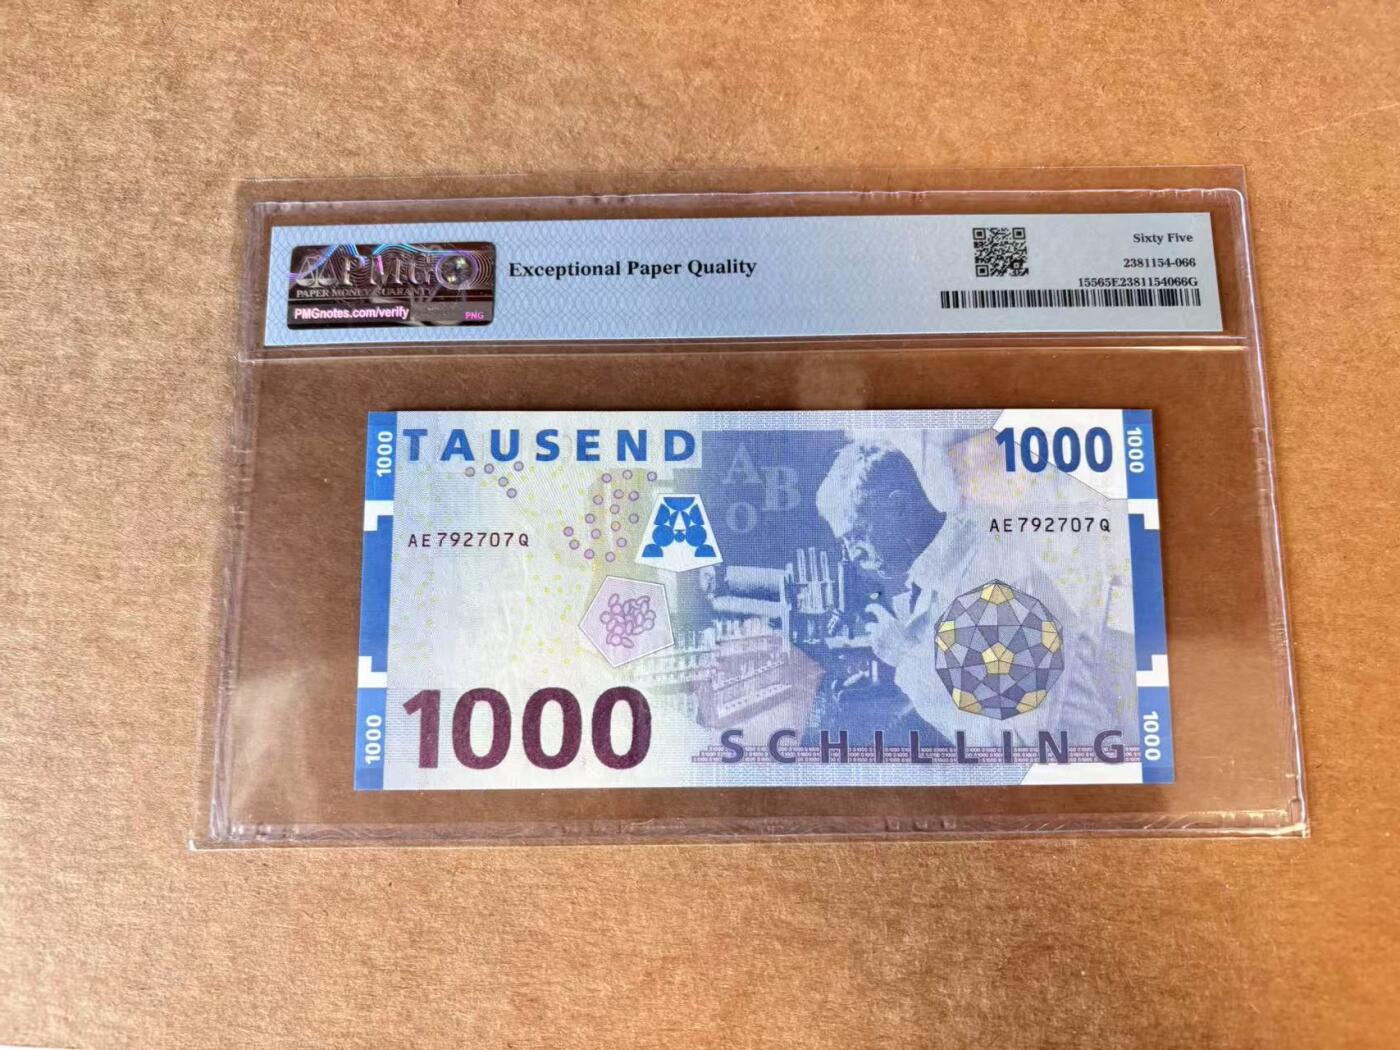 PMG
PAPER MONEY GUARANTY
PMGnotes.com/verify
PNG
Exceptional Paper Quality
Sixty Five
2381154-066
15565E2381154066G
1000
TAUSEND
1000
1000
A
B
O
AE792707Q
AE792707Q
1000
1000
SCHILLING
1000